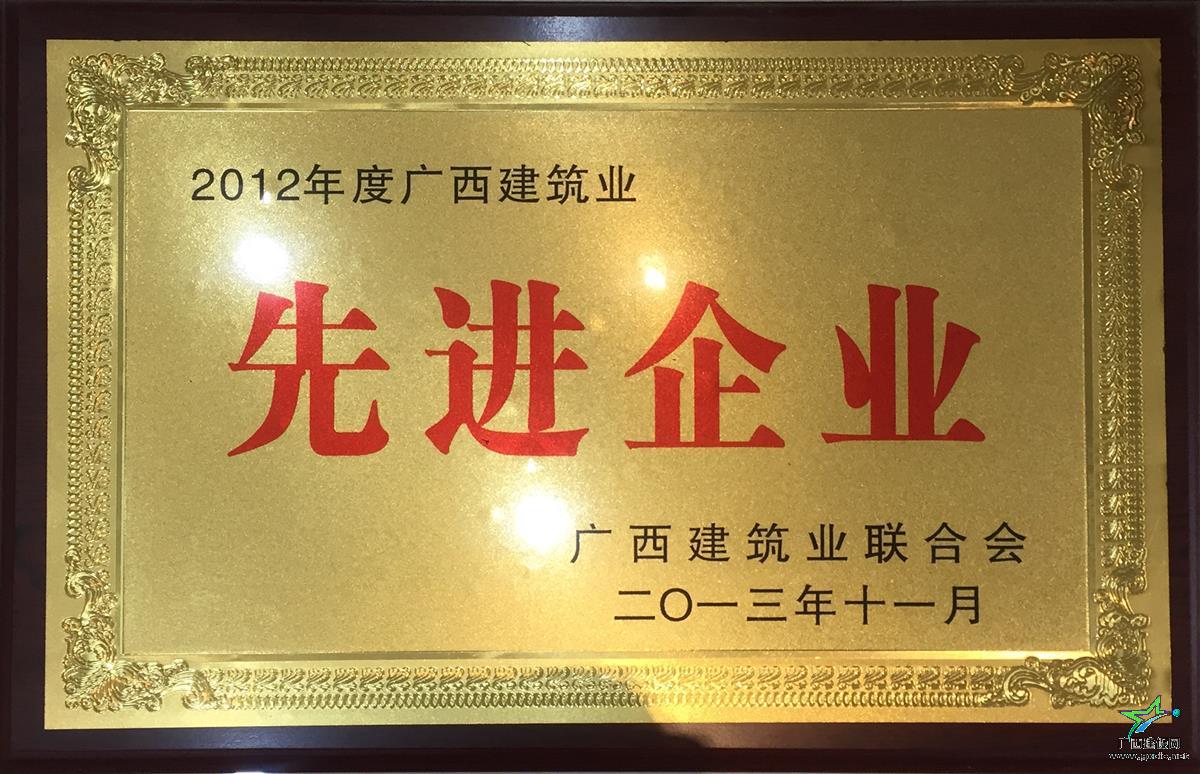 2012年度广西建筑业
先进企业
广西建筑业联合会
二〇一三年十一月